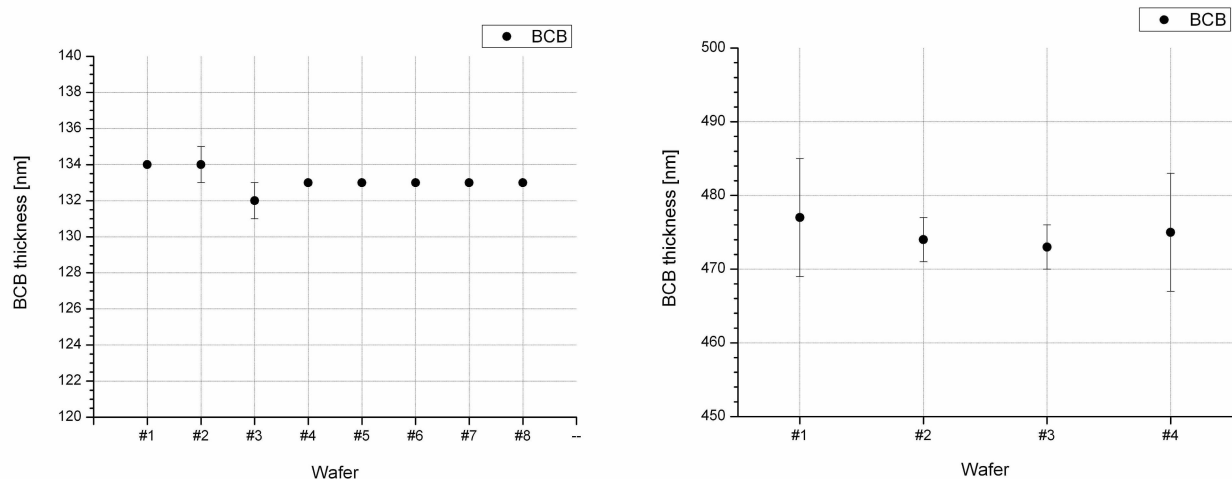 BCB
140
138
136
134
132
130
128
126
124
122
120
BCB thickness [nm]
#1 #2 #3 #4 #5 #6 #7 #8 --
Wafer
BCB
500
490
480
470
460
450
BCB thickness [nm]
#1 #2 #3 #4
Wafer